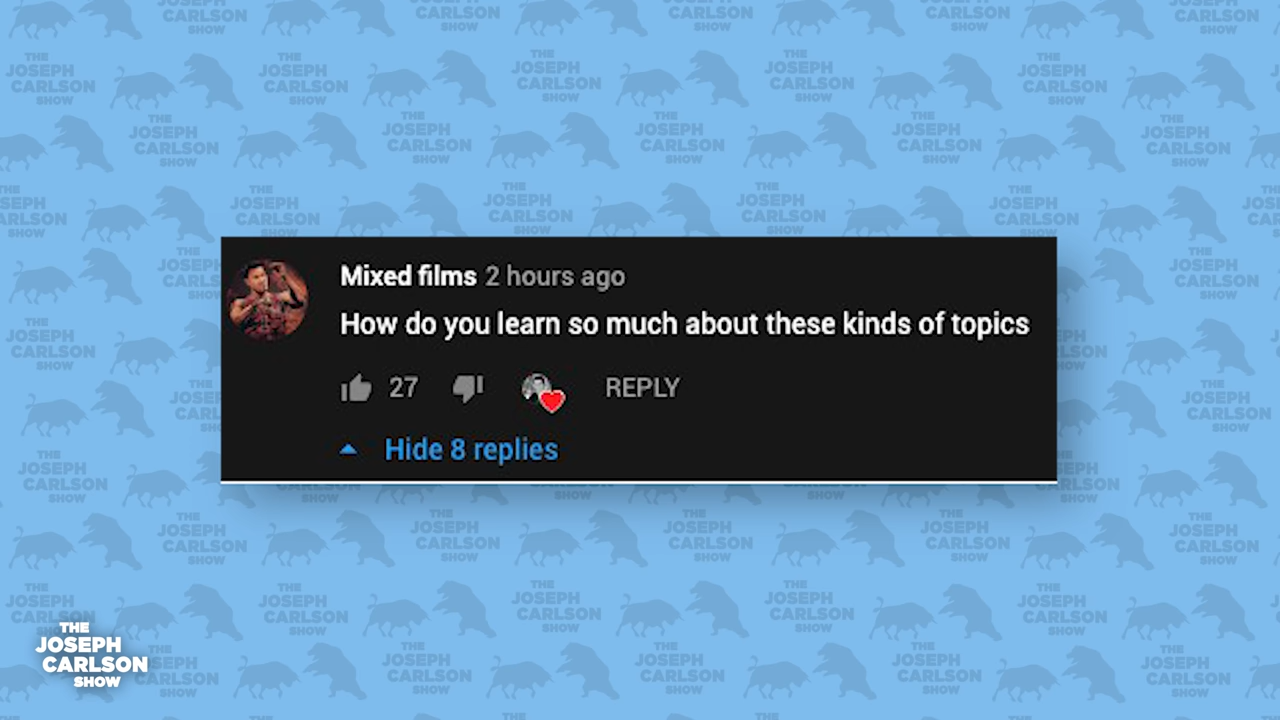 Mixed films 2 hours ago
How do you learn so much about these kinds of topics
27
REPLY
Hide 8 replies
THE
JOSEPH
CARLSON
SHOW